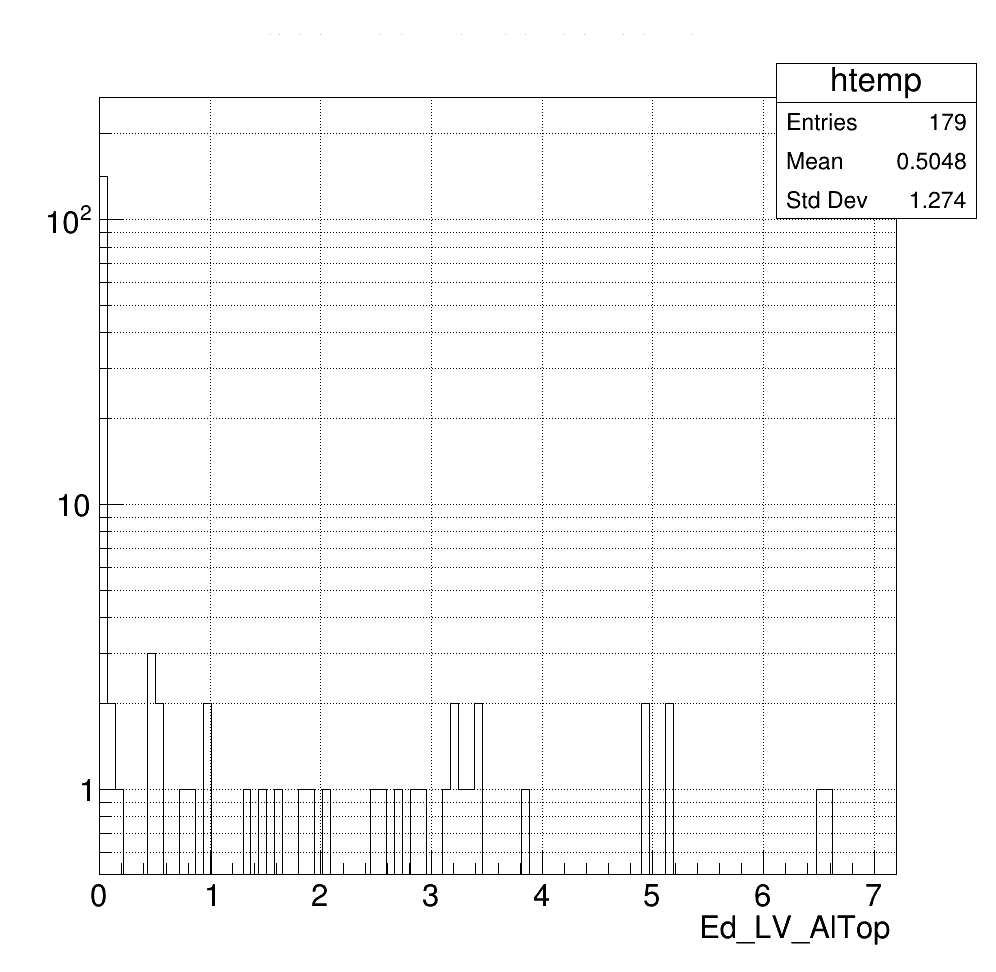 htemp
Entries 179
Mean 0.5048
Std Dev 1.274
10²
10
1
0 1 2 3 4 5 6 7
Ed_LV_AlTop